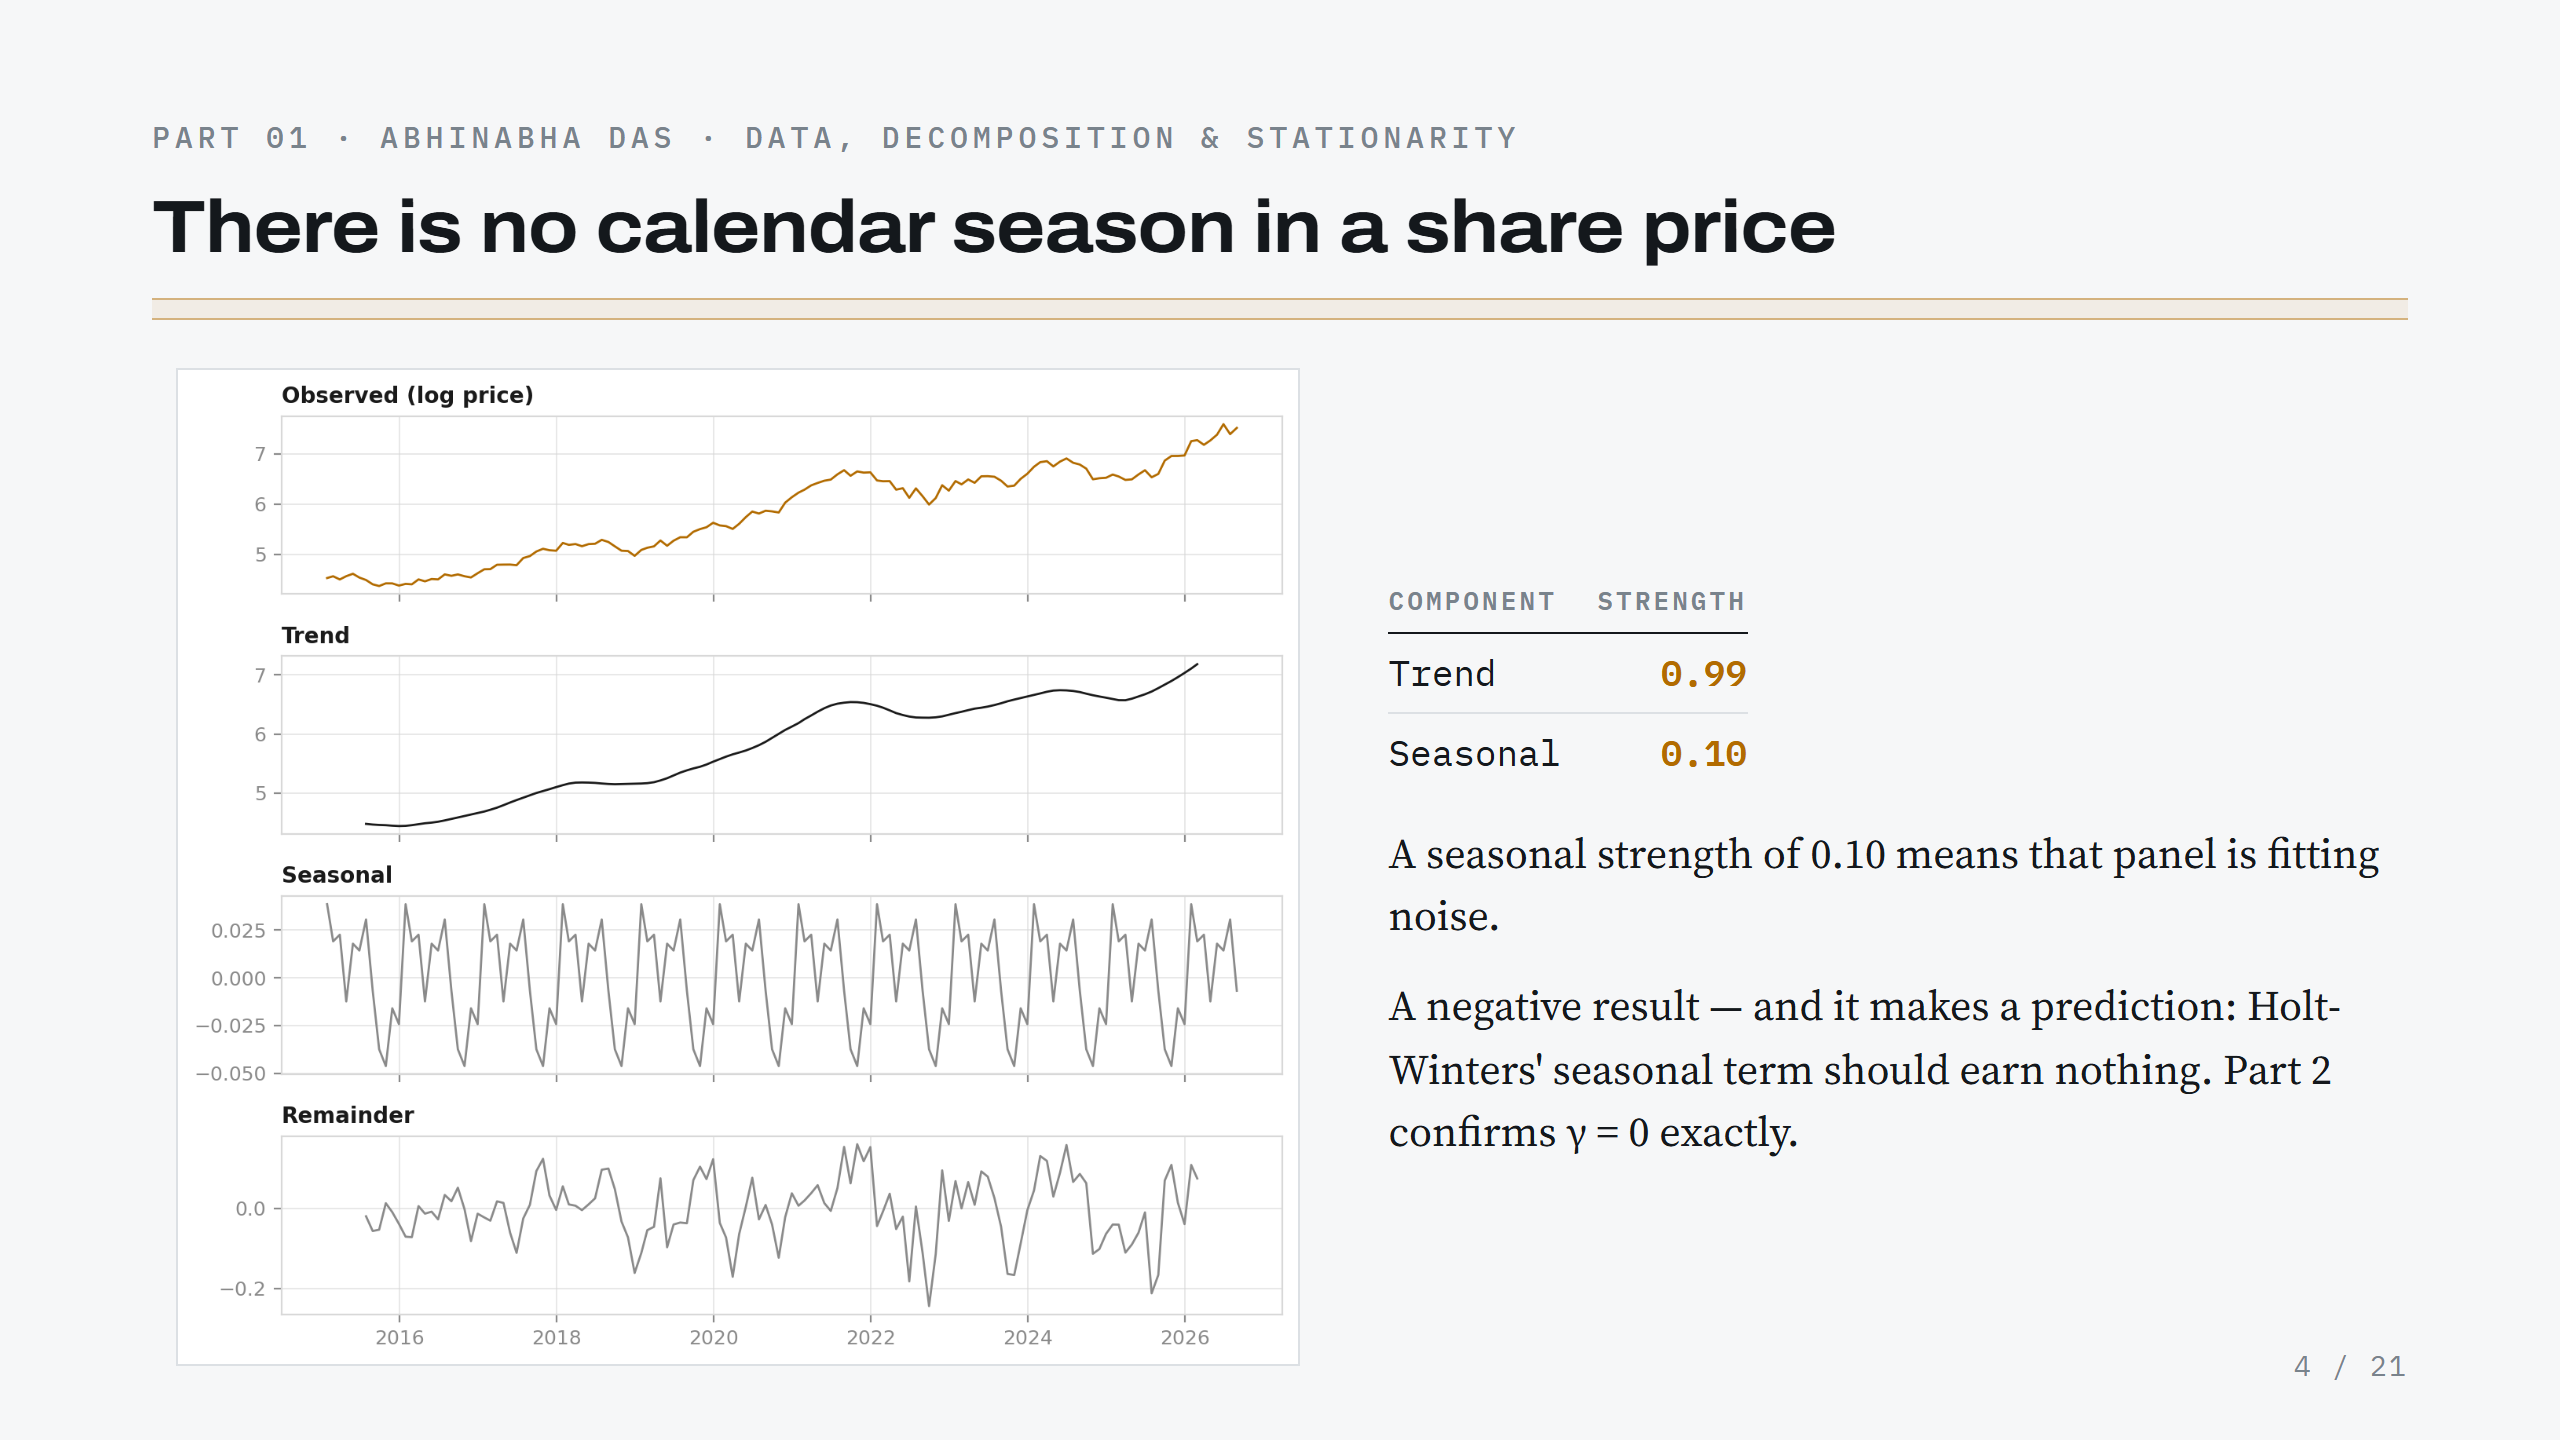 PART 01 · ABHINABHA DAS · DATA, DECOMPOSITION & STATIONARITY
There is no calendar season in a share price
Observed (log price)
7
6
5
Trend
7
6
5
Seasonal
0.025
0.000
−0.025
−0.050
Remainder
0.0
−0.2
2016 2018 2020 2022 2024 2026
COMPONENT STRENGTH
Trend 0.99
Seasonal 0.10
A seasonal strength of 0.10 means that panel is fitting
noise.
A negative result — and it makes a prediction: Holt-
Winters' seasonal term should earn nothing. Part 2
confirms γ = 0 exactly.
4 / 21